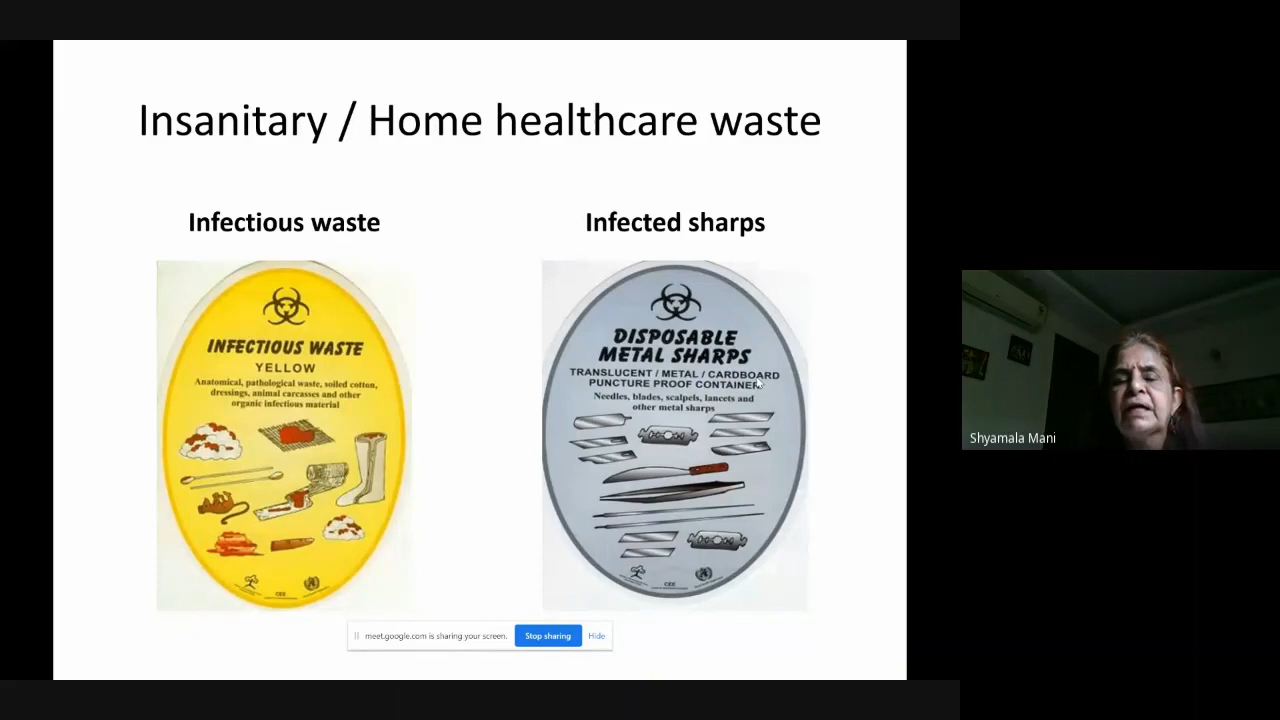 Insanitary / Home healthcare waste
Infectious waste
INFECTIOUS WASTE
YELLOW
Anatomical, pathological waste, soiled cotton,
dressings, animal carcasses and other
organic infectious material
CEE
Infected sharps
DISPOSABLE
METAL SHARPS
TRANSLUCENT / METAL / CARDBOARD
PUNCTURE PROOF CONTAINER
Needles, blades, scalpels, lancets and
other metal sharps
CEE
meet.google.com is sharing your screen.
Stop sharing
Hide
Shyamala Mani